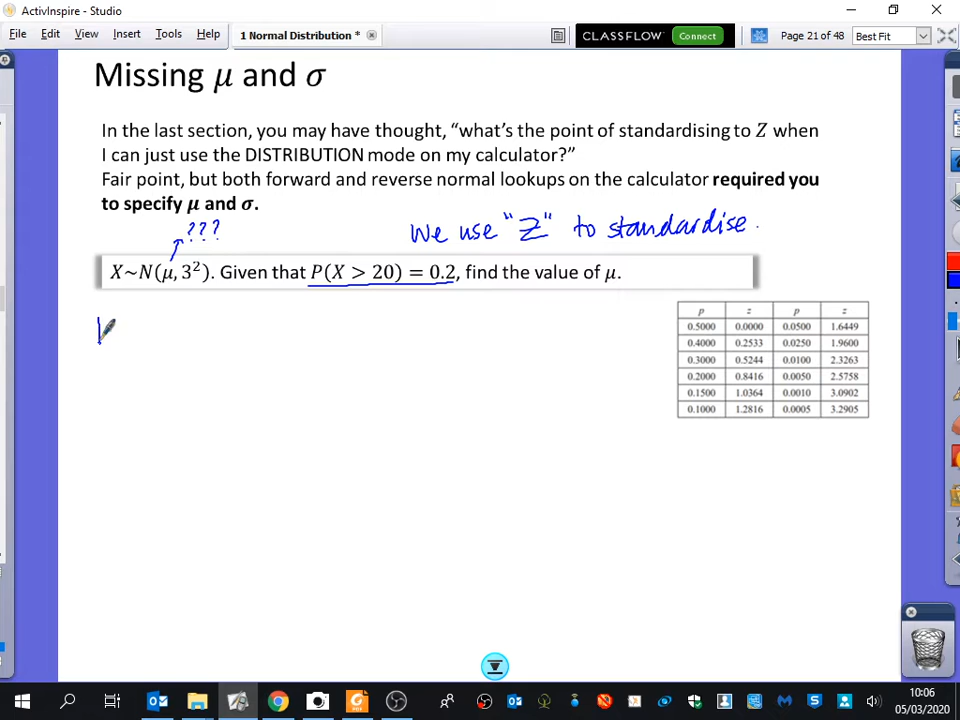 ActivInspire - Studio
File Edit View Insert Tools Help
1 Normal Distribution *
CLASSFLOW Connect
Page 21 of 48
Best Fit
Missing μ and σ
In the last section, you may have thought, “what’s the point of standardising to Z when
I can just use the DISTRIBUTION mode on my calculator?”
Fair point, but both forward and reverse normal lookups on the calculator required you
to specify μ and σ.
???
We use "Z" to standardise.
X~N(μ, 3²). Given that P(X > 20) = 0.2, find the value of μ.
p z p z
0.5000 0.0000 0.0500 1.6449
0.4000 0.2533 0.0250 1.9600
0.3000 0.5244 0.0100 2.3263
0.2000 0.8416 0.0050 2.5758
0.1500 1.0364 0.0010 3.0902
0.1000 1.2816 0.0005 3.2905
10:06
05/03/2020